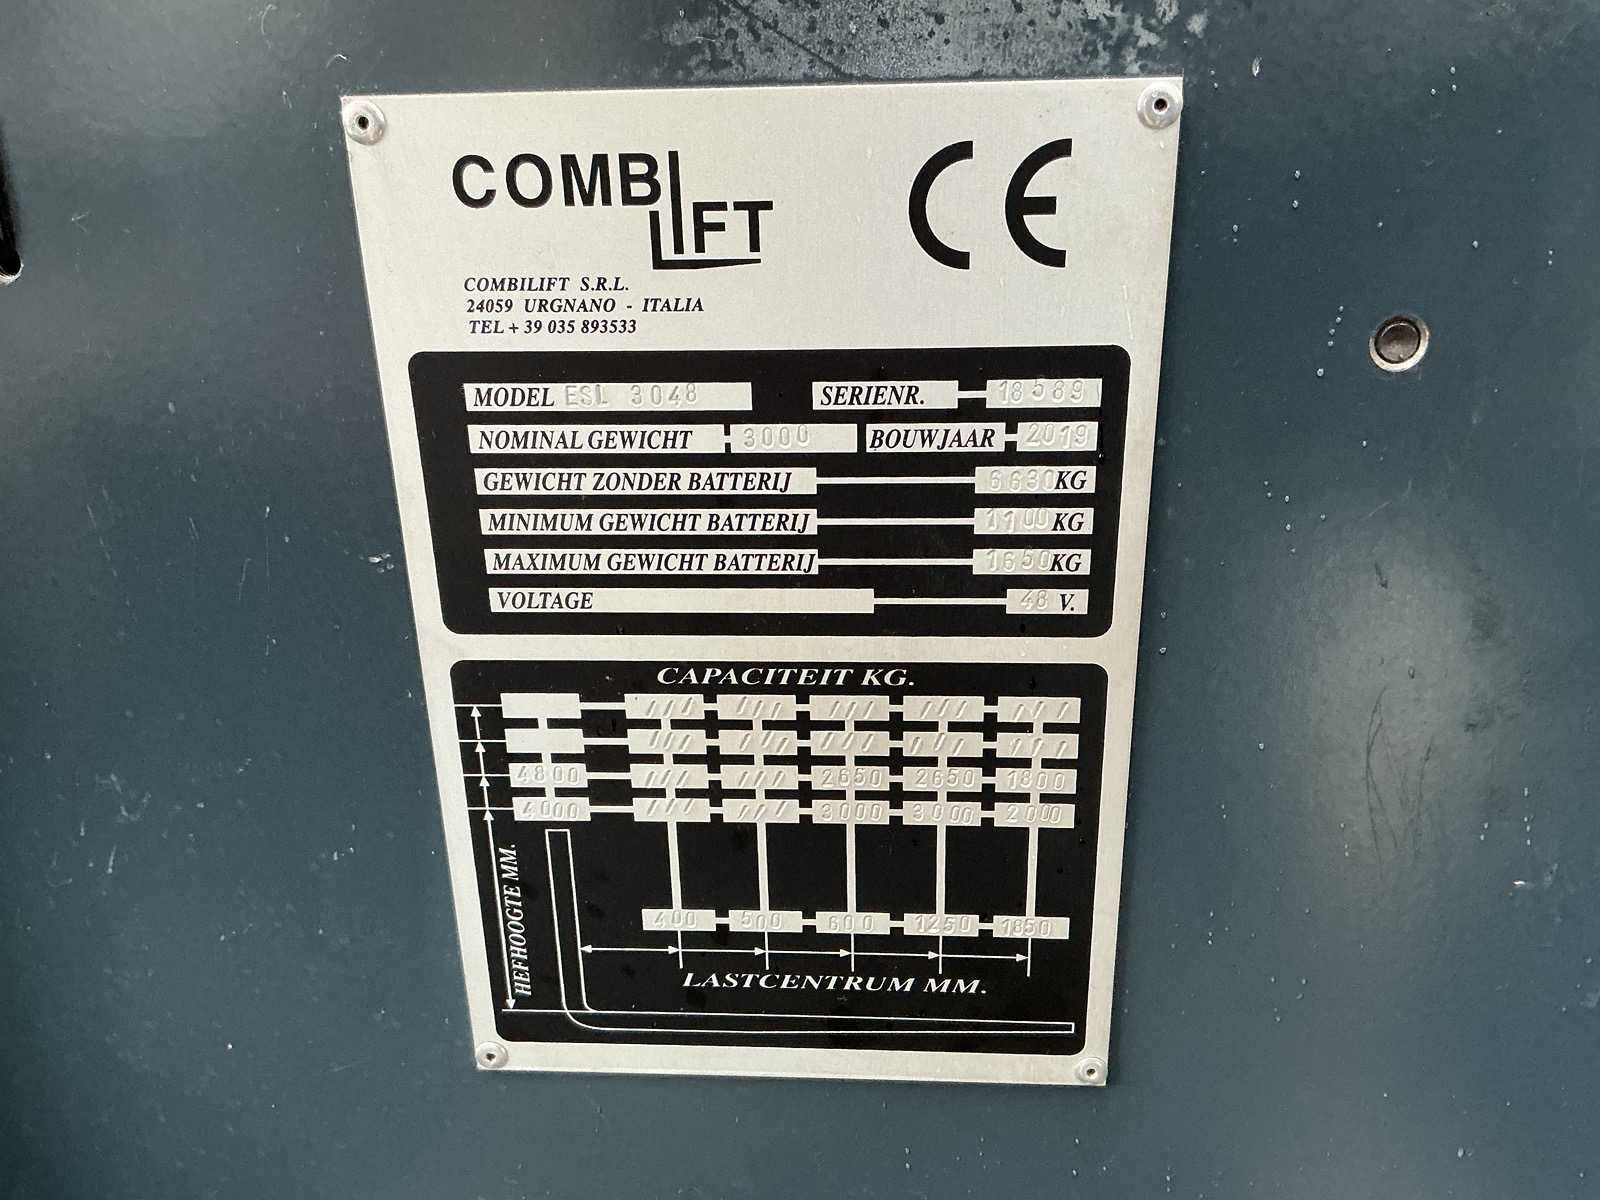 COMBILIFT CE
COMBILIFT S.R.L.
24059 URGNANO - ITALIA
TEL + 39 035 893533
MODEL ESL 3048 SERIENR. 18589
NOMINAL GEWICHT 3000 BOUWJAAR 2019
GEWICHT ZONDER BATTERIJ 6630 KG
MINIMUM GEWICHT BATTERIJ 1100 KG
MAXIMUM GEWICHT BATTERIJ 1650 KG
VOLTAGE 48 V.
CAPACITEIT KG.
/// /// /// /// ///
/// /// /// /// ///
4800 /// /// 2650 2650 1800
4000 /// /// 3000 3000 2000
HEFHOOGTE MM.
400 500 600 1250 1850
LASTCENTRUM MM.